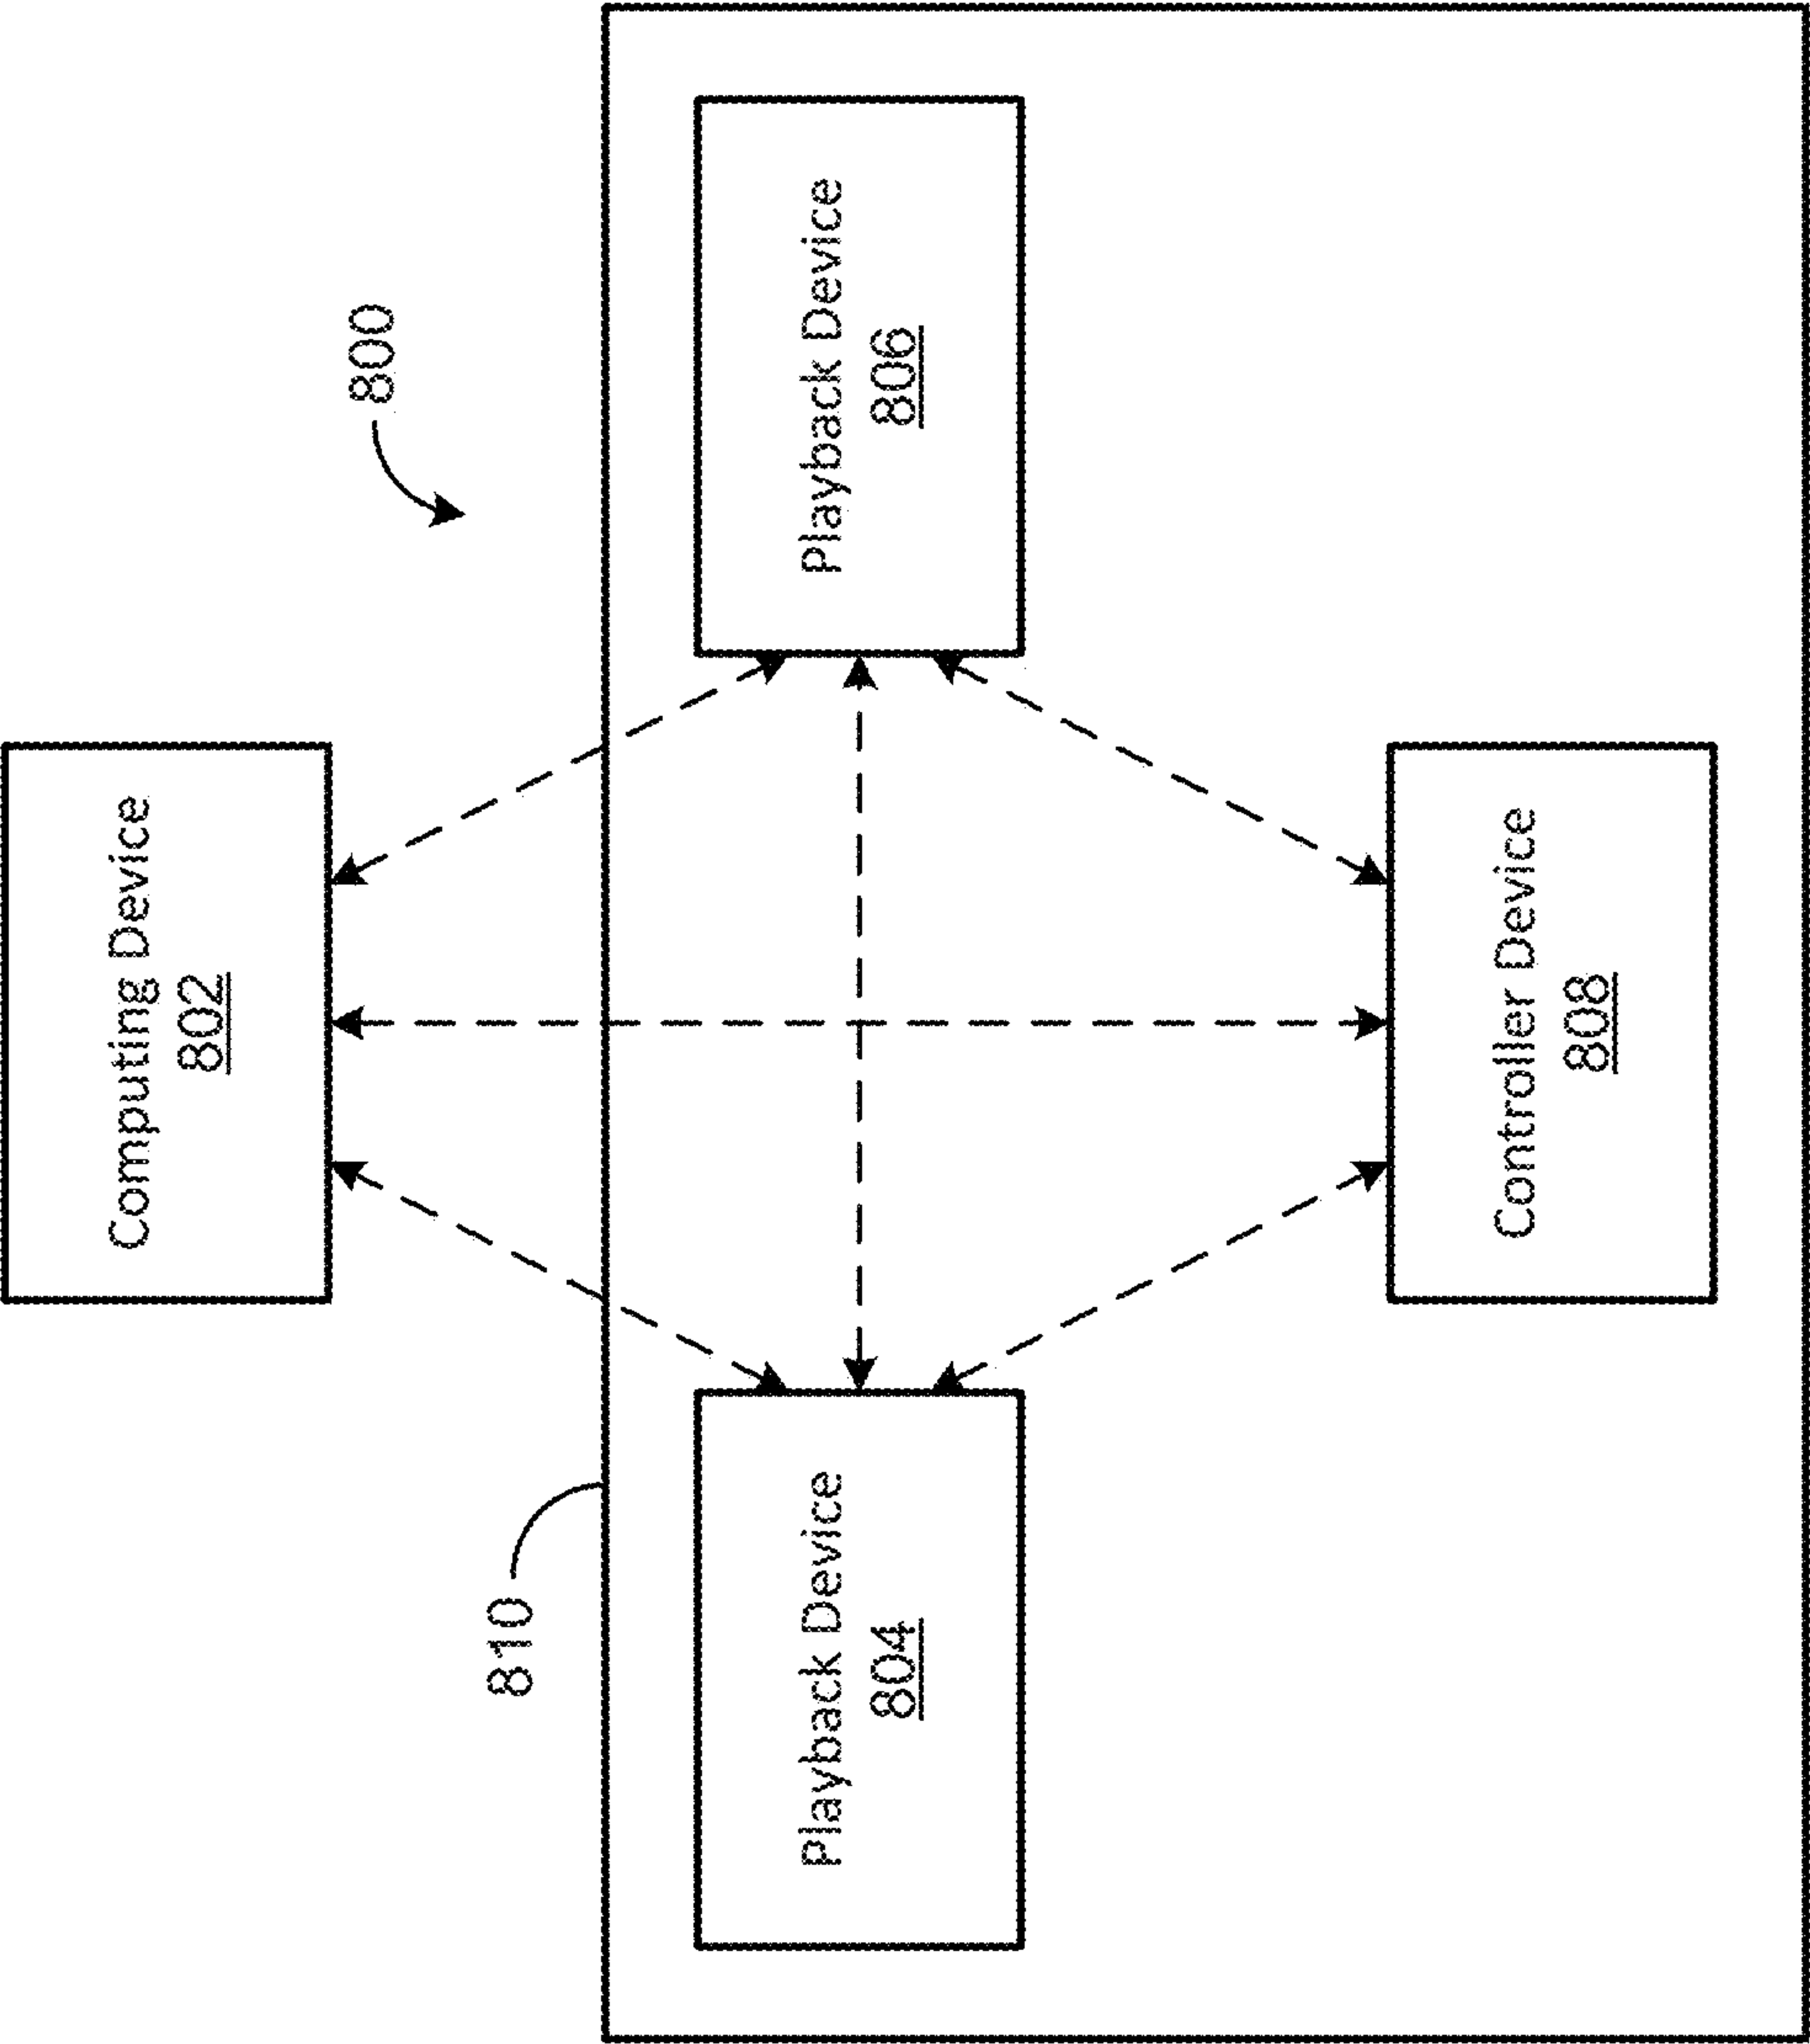 Computing Device
802
800
810
Playback Device
804
Playback Device
806
Controller Device
808